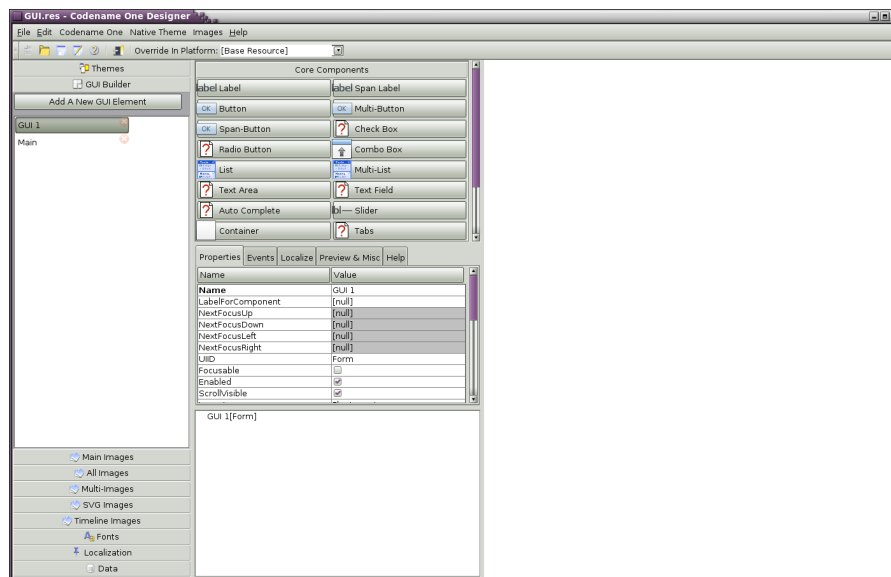 GUI.res - Codename One Designer
File Edit Codename One Native Theme Images Help
Override In Platform: [Base Resource]
Themes
GUI Builder
Add A New GUI Element
GUI 1
Main
Main Images
All Images
Multi-Images
SVG Images
Timeline Images
Fonts
Localization
Data
Core Components
abel Label
abel Span Label
OK Button
OK Multi-Button
OK Span-Button
? Check Box
? Radio Button
Combo Box
List
Multi-List
? Text Area
? Text Field
? Auto Complete
bl Slider
Container
? Tabs
Properties Events Localize Preview & Misc Help
Name Value
Name GUI 1
LabelForComponent [null]
NextFocusUp [null]
NextFocusDown [null]
NextFocusLeft [null]
NextFocusRight [null]
UIID Form
Focusable
Enabled
ScrollVisible
GUI 1[Form]